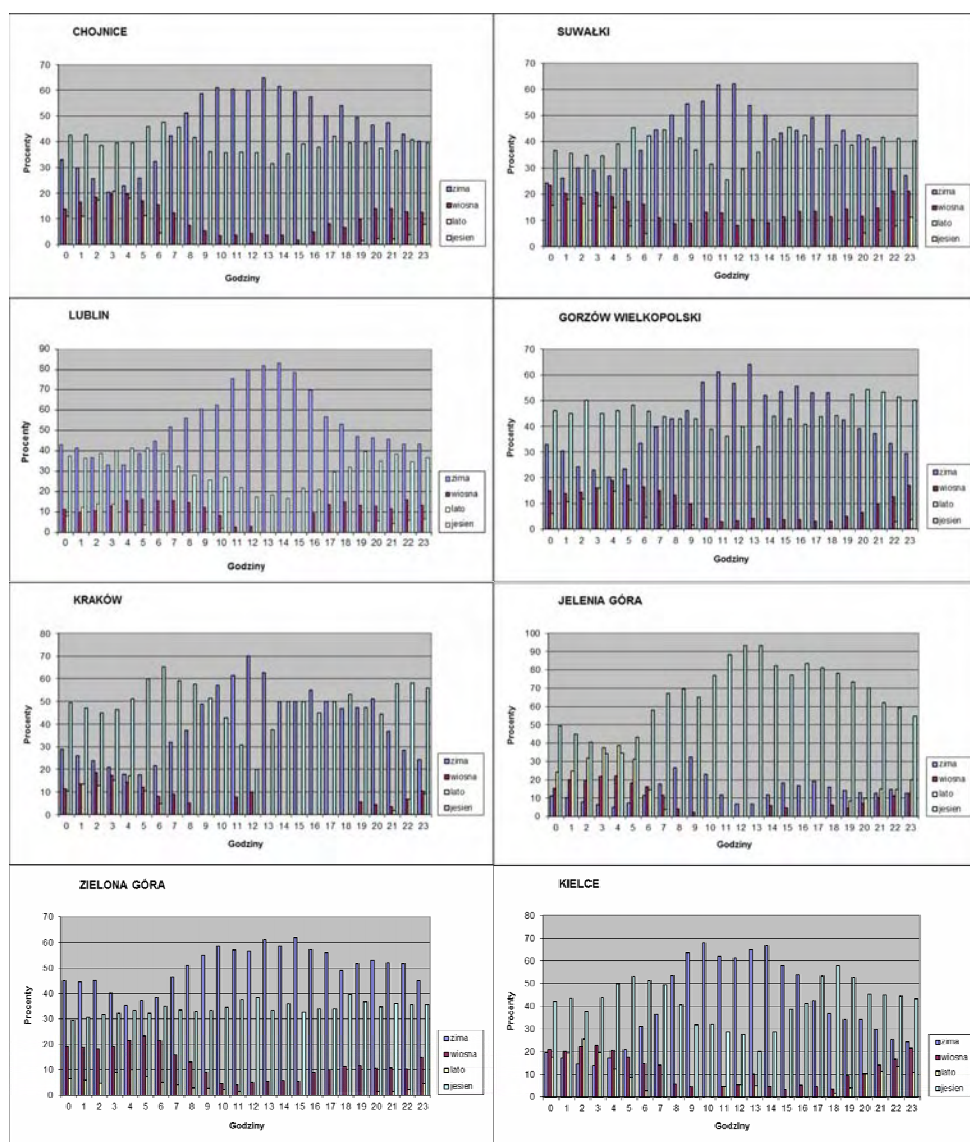 CHOJNICE
70
60
50
40
30
20
10
0
Procenty
0 1 2 3 4 5 6 7 8 9 10 11 12 13 14 15 16 17 18 19 20 21 22 23
Godziny
zima
wiosna
lato
jesien
SUWAŁKI
70
60
50
40
30
20
10
0
Procenty
0 1 2 3 4 5 6 7 8 9 10 11 12 13 14 15 16 17 18 19 20 21 22 23
Godziny
zima
wiosna
lato
jesien
LUBLIN
90
80
70
60
50
40
30
20
10
0
Procenty
0 1 2 3 4 5 6 7 8 9 10 11 12 13 14 15 16 17 18 19 20 21 22 23
Godziny
zima
wiosna
lato
jesien
GORZÓW WIELKOPOLSKI
70
60
50
40
30
20
10
0
Procenty
0 1 2 3 4 5 6 7 8 9 10 11 12 13 14 15 16 17 18 19 20 21 22 23
Godziny
zima
wiosna
lato
jesien
KRAKÓW
80
70
60
50
40
30
20
10
0
Procenty
0 1 2 3 4 5 6 7 8 9 10 11 12 13 14 15 16 17 18 19 20 21 22 23
Godziny
zima
wiosna
lato
jesien
JELENIA GÓRA
100
90
80
70
60
50
40
30
20
10
0
Procenty
0 1 2 3 4 5 6 7 8 9 10 11 12 13 14 15 16 17 18 19 20 21 22 23
Godziny
zima
wiosna
lato
jesien
ZIELONA GÓRA
70
60
50
40
30
20
10
0
Procenty
0 1 2 3 4 5 6 7 8 9 10 11 12 13 14 15 16 17 18 19 20 21 22 23
Godziny
zima
wiosna
lato
jesień
KIELCE
80
70
60
50
40
30
20
10
0
Procenty
0 1 2 3 4 5 6 7 8 9 10 11 12 13 14 15 16 17 18 19 20 21 22 23
Godziny
zima
wiosna
lato
jesień